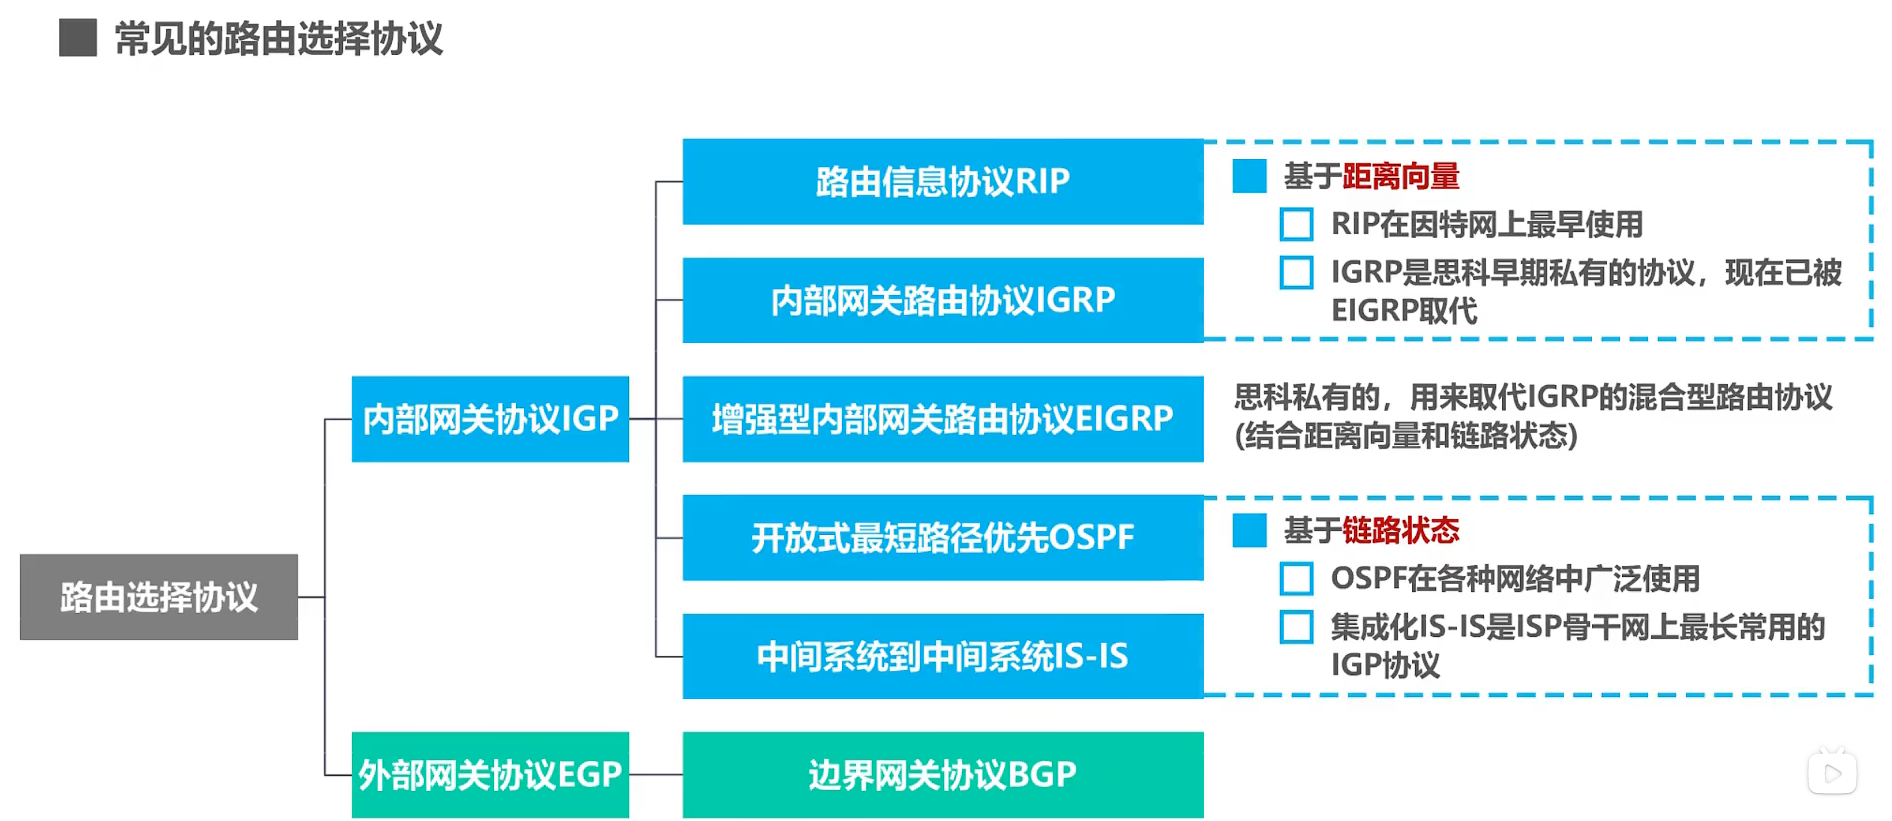 常见的路由选择协议
路由信息协议RIP
基于距离向量
RIP在因特网上最早使用
内部网关路由协议IGRP
IGRP是思科早期私有的协议，现在已被
EIGRP取代
内部网关协议IGP
增强型内部网关路由协议EIGRP
思科私有的，用来取代IGRP的混合型路由协议
(结合距离向量和链路状态)
开放式最短路径优先OSPF
基于链路状态
OSPF在各种网络中广泛使用
路由选择协议
中间系统到中间系统IS-IS
集成化IS-IS是ISP骨干网上最长常用的
IGP协议
外部网关协议EGP
边界网关协议BGP